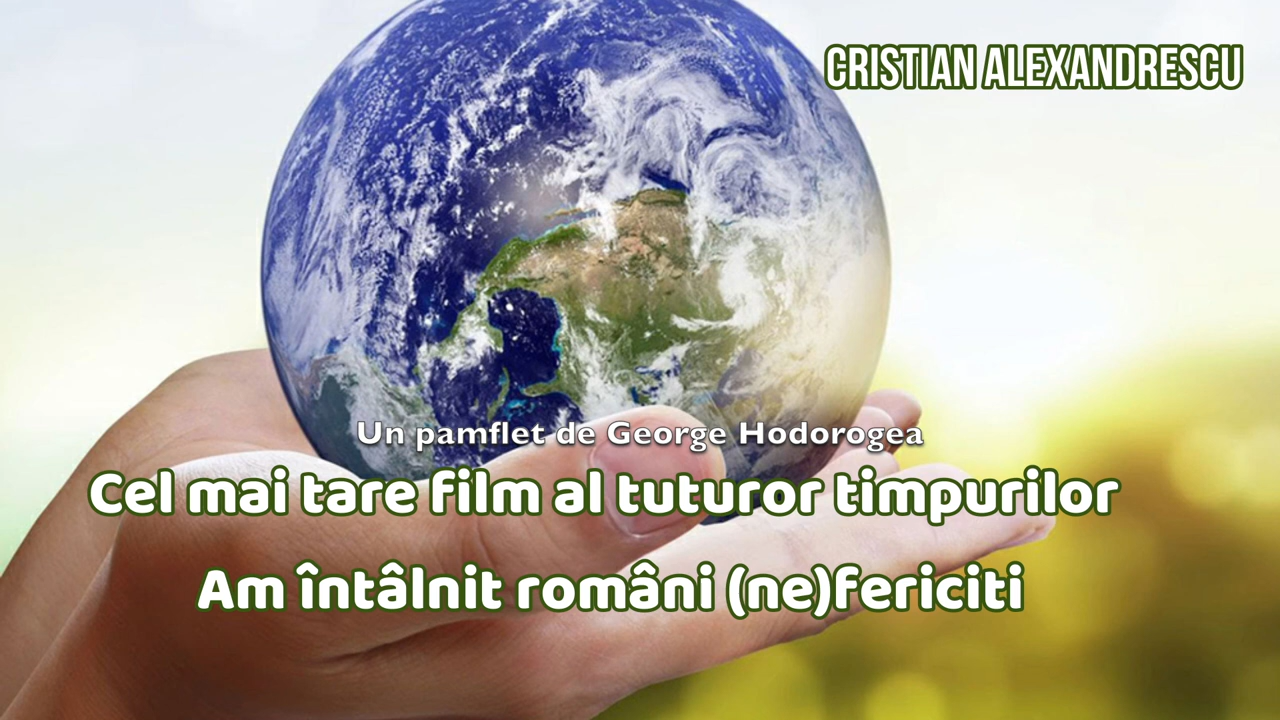 CRISTIAN ALEXANDRESCU
Un pamflet de George Hodorogea
Cel mai tare film al tuturor timpurilor
Am întâlnit români (ne)fericiti